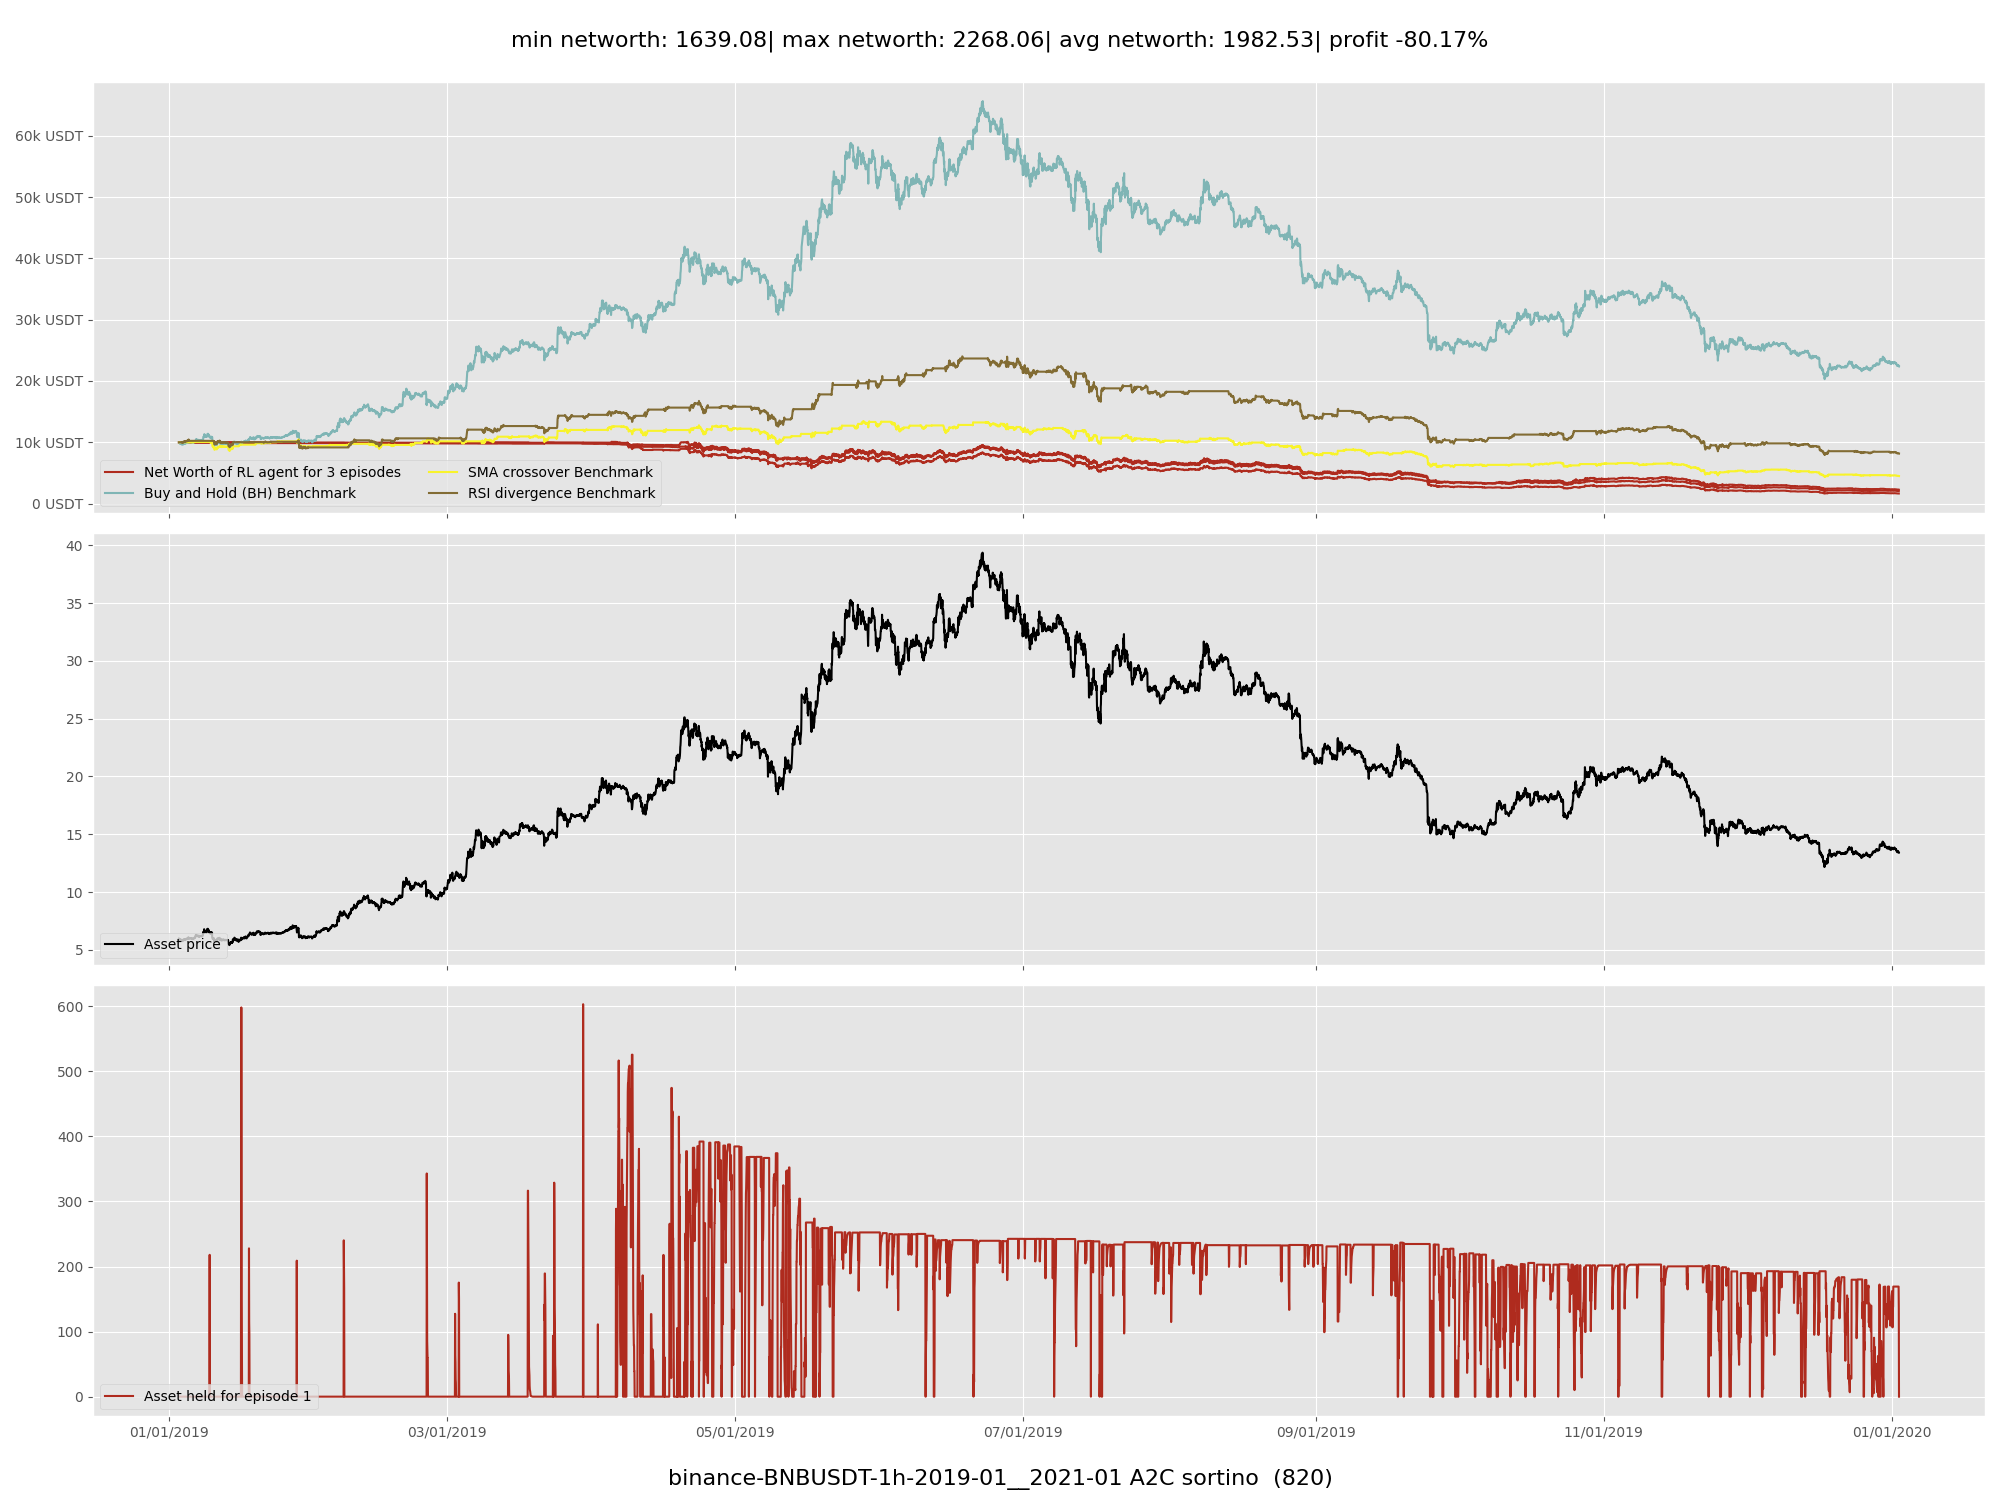 min networth: 1639.08| max networth: 2268.06| avg networth: 1982.53| profit -80.17%
60k USDT
50k USDT
40k USDT
30k USDT
20k USDT
10k USDT
0 USDT
Net Worth of RL agent for 3 episodes
Buy and Hold (BH) Benchmark
SMA crossover Benchmark
RSI divergence Benchmark
40
35
30
25
20
15
10
5
Asset price
600
500
400
300
200
100
0
Asset held for episode 1
01/01/2019 03/01/2019 05/01/2019 07/01/2019 09/01/2019 11/01/2019 01/01/2020
binance-BNBUSDT-1h-2019-01__2021-01 A2C sortino (820)